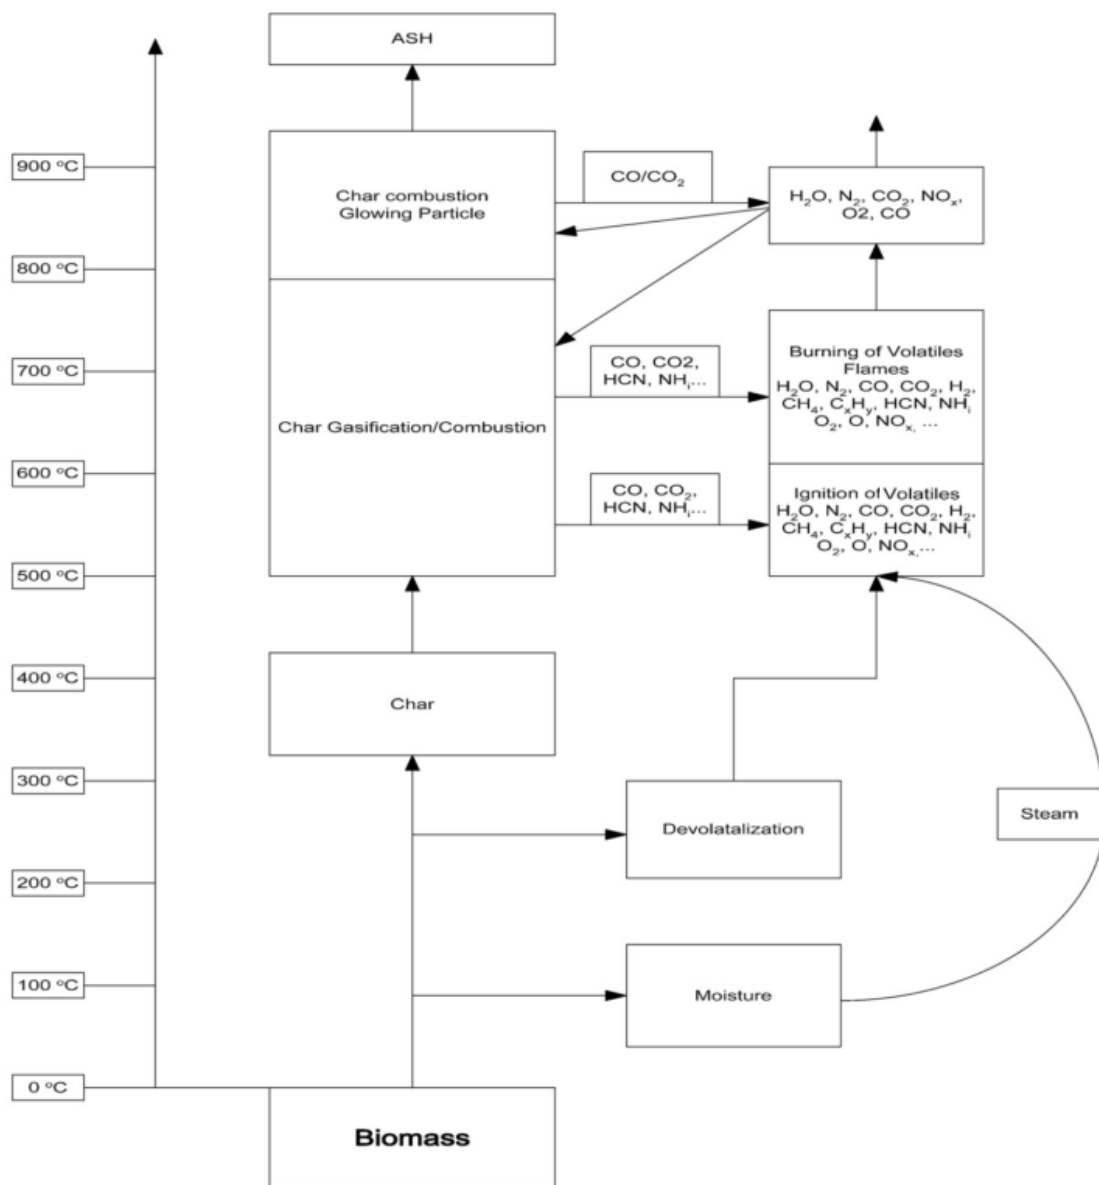 ASH
900 °C
Char combustion
Glowing Particle
CO/CO₂
H₂O, N₂, CO₂, NOₓ,
O2, CO
800 °C
700 °C
CO, CO2,
HCN, NHᵢ...
Burning of Volatiles
Flames
H₂O, N₂, CO, CO₂, H₂,
CH₄, CₓHᵧ, HCN, NHᵢ
O₂, O, NOₓ, ...
Char Gasification/Combustion
600 °C
CO, CO₂,
HCN, NHᵢ...
Ignition of Volatiles
H₂O, N₂, CO, CO₂, H₂,
CH₄, CₓHᵧ, HCN, NHᵢ
O₂, O, NOₓ,...
500 °C
400 °C
Char
300 °C
Devolatalization
Steam
200 °C
100 °C
Moisture
0 °C
Biomass